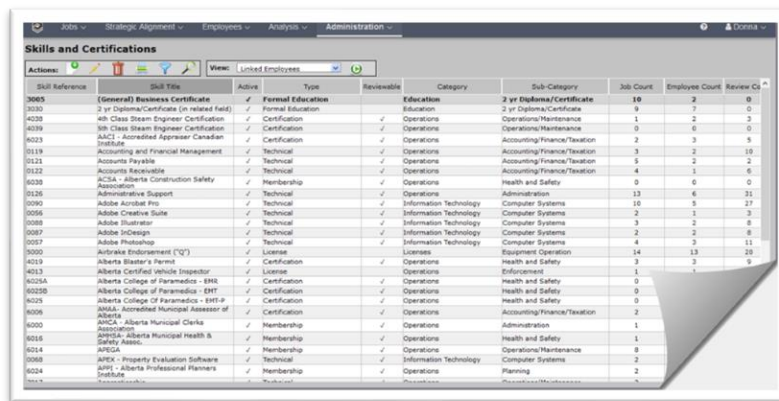 Jobs Strategic Alignment Employees Analysis Administration Donna
Skills and Certifications
Actions: View: Linked Employees
Skill Reference Skill Title Active Type Reviewable Category Sub-Category Job Count Employee Count Review Co
3005 (General) Business Certificate ✓ Formal Education Education 2 yr Diploma/Certificate 10 2 0
3030 2 yr Diploma/Certificate (in related field) ✓ Formal Education Education 2 yr Diploma/Certificate 9 7 0
4038 4th Class Steam Engineer Certification ✓ Certification ✓ Operations Operations/Maintenance 1 2 3
4039 5th Class Steam Engineer Certification ✓ Certification ✓ Operations Operations/Maintenance 0 0 0
6023 AACI - Accredited Appraiser Canadian Institute ✓ Certification ✓ Operations Accounting/Finance/Taxation 2 3 5
0119 Accounting and Financial Management ✓ Technical ✓ Operations Accounting/Finance/Taxation 3 2 10
0121 Accounts Payable ✓ Technical ✓ Operations Accounting/Finance/Taxation 5 2 2
0122 Accounts Receivable ✓ Technical ✓ Operations Accounting/Finance/Taxation 4 1 6
6038 ACSA - Alberta Construction Safety Association ✓ Membership ✓ Operations Health and Safety 0 0 0
0126 Administrative Support ✓ Technical ✓ Operations Administration 13 6 31
0090 Adobe Acrobat Pro ✓ Technical ✓ Information Technology Computer Systems 10 5 27
0056 Adobe Creative Suite ✓ Technical ✓ Information Technology Computer Systems 2 1 3
0088 Adobe Illustrator ✓ Technical ✓ Information Technology Computer Systems 3 2 8
0087 Adobe InDesign ✓ Technical ✓ Information Technology Computer Systems 2 2 8
0057 Adobe Photoshop ✓ Technical ✓ Information Technology Computer Systems 4 3 11
5000 Airbrake Endorsement ("Q") ✓ License Licenses Equipment Operation 14 13 20
4019 Alberta Blaster's Permit ✓ Certification ✓ Operations Health and Safety 3 3 9
4013 Alberta Certified Vehicle Inspector ✓ License Operations Enforcement 1
6025A Alberta College of Paramedics - EMR ✓ Certification ✓ Operations Health and Safety 0
6025B Alberta College of Paramedics - EMT ✓ Certification ✓ Operations Health and Safety 0
6025 Alberta College Of Paramedics - EMT-P ✓ Certification ✓ Operations Health and Safety 0
6006 AMAA- Accredited Municipal Assessor of Alberta ✓ Certification ✓ Operations Accounting/Finance/Taxation 2
6000 AMCA - Alberta Municipal Clerks Association ✓ Membership ✓ Operations Administration 1
6016 AMHSA- Alberta Municipal Health & Safety Assoc. ✓ Membership ✓ Operations Health and Safety 1
6014 APEGA ✓ Membership ✓ Operations Operations/Maintenance 8
0068 APEX - Property Evaluation Software ✓ Technical ✓ Information Technology Computer Systems 2
6024 APPI - Alberta Professional Planners Institute ✓ Membership ✓ Operations Planning 2